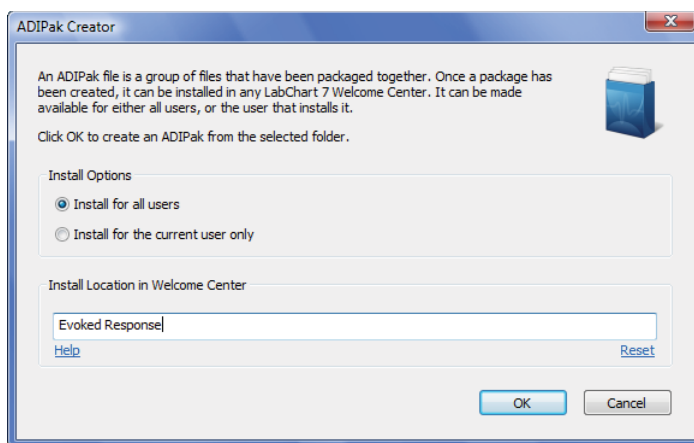 ADIPak Creator
An ADIPak file is a group of files that have been packaged together. Once a package has
been created, it can be installed in any LabChart 7 Welcome Center. It can be made
available for either all users, or the user that installs it.
Click OK to create an ADIPak from the selected folder.
Install Options
Install for all users
Install for the current user only
Install Location in Welcome Center
Evoked Response
Help Reset
OK Cancel